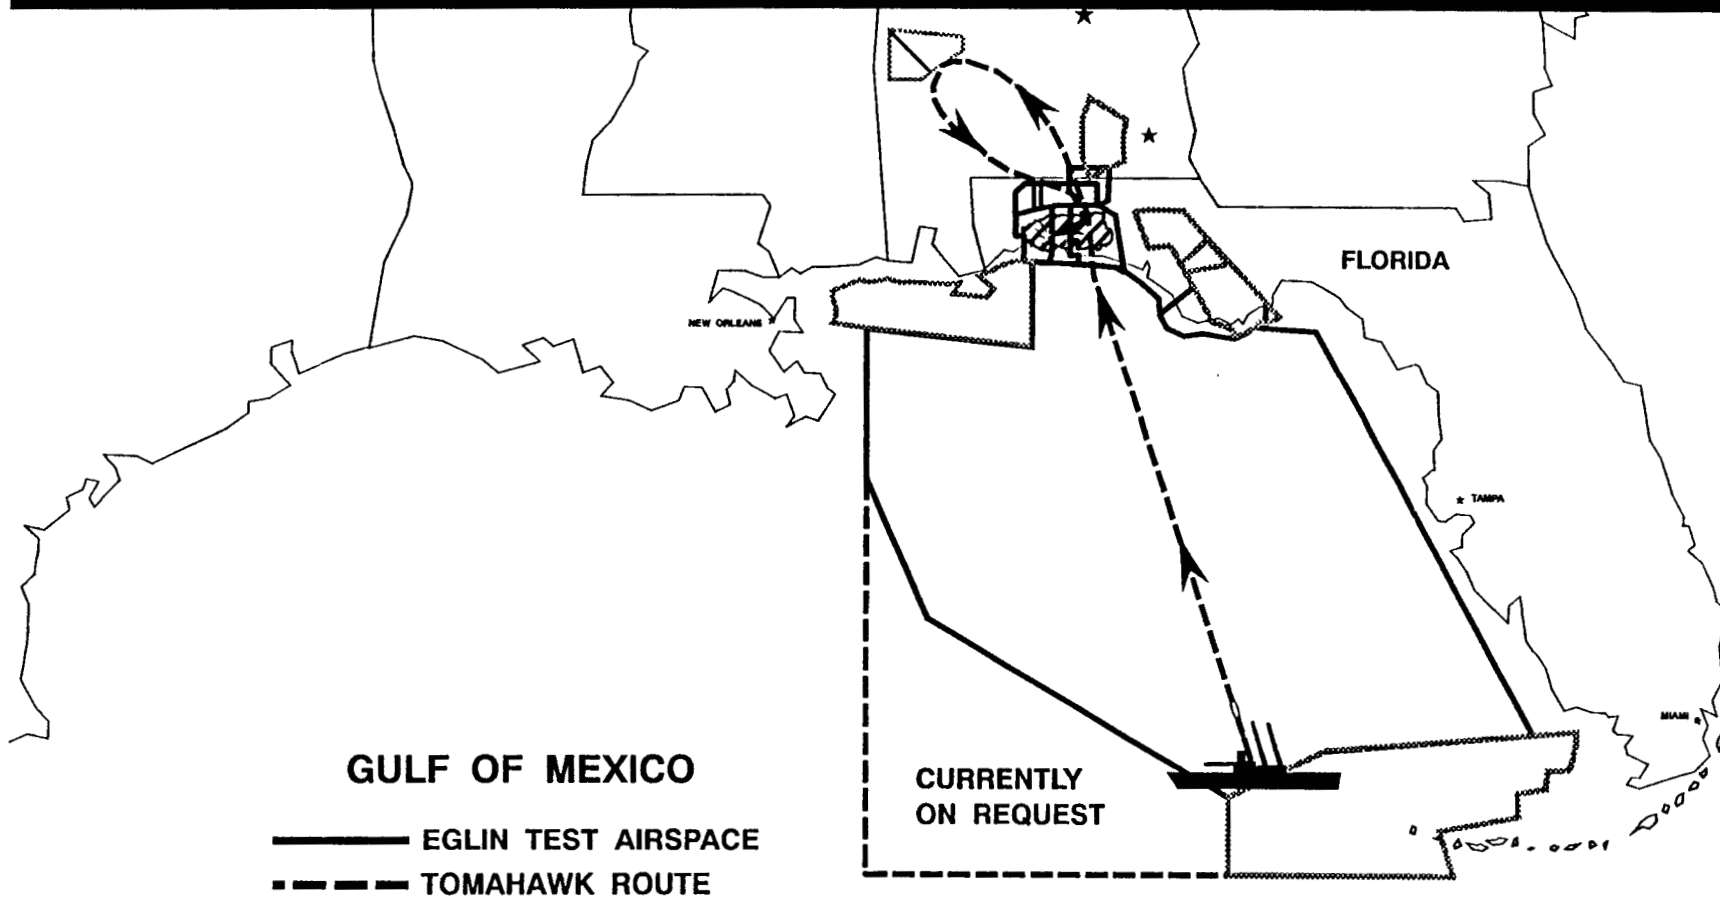 FLORIDA
NEW ORLEANS
TAMPA
MIAMI
GULF OF MEXICO
CURRENTLY
ON REQUEST
EGLIN TEST AIRSPACE
TOMAHAWK ROUTE